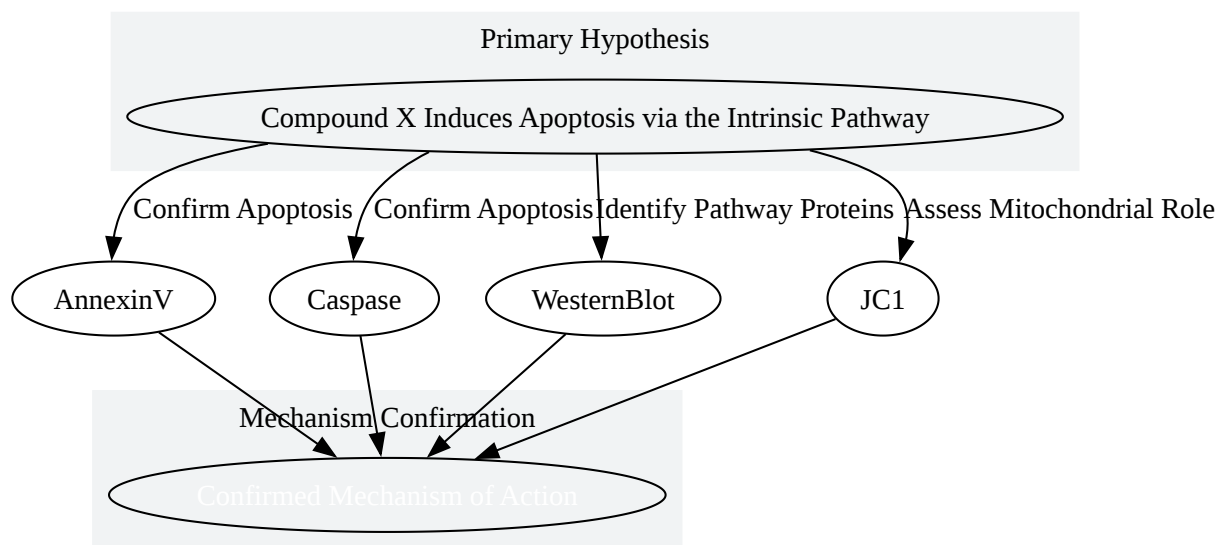 Primary Hypothesis
Compound X Induces Apoptosis via the Intrinsic Pathway
Confirm Apoptosis
Confirm Apoptosis
Identify Pathway Proteins
Assess Mitochondrial Role
AnnexinV
Caspase
WesternBlot
JC1
Mechanism Confirmation
Confirmed Mechanism of Action